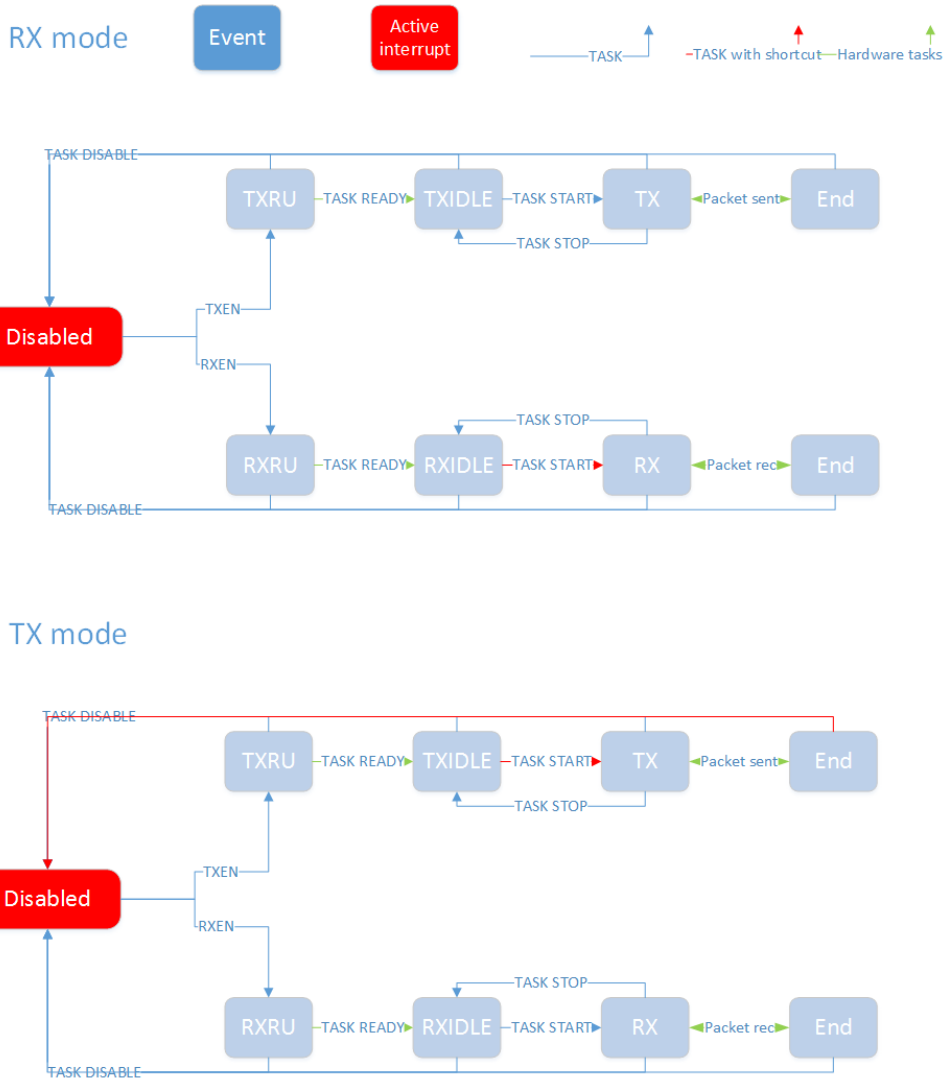 RX mode
Event
Active
interrupt
TASK
TASK with shortcut
Hardware tasks
TASK DISABLE
TXRU
TASK READY
TXIDLE
TASK START
TX
Packet sent
End
TASK STOP
TXEN
Disabled
RXEN
TASK STOP
RXRU
TASK READY
RXIDLE
TASK START
RX
Packet rec
End
TASK DISABLE
TX mode
TASK DISABLE
TXRU
TASK READY
TXIDLE
TASK START
TX
Packet sent
End
TASK STOP
TXEN
Disabled
RXEN
TASK STOP
RXRU
TASK READY
RXIDLE
TASK START
RX
Packet rec
End
TASK DISABLE